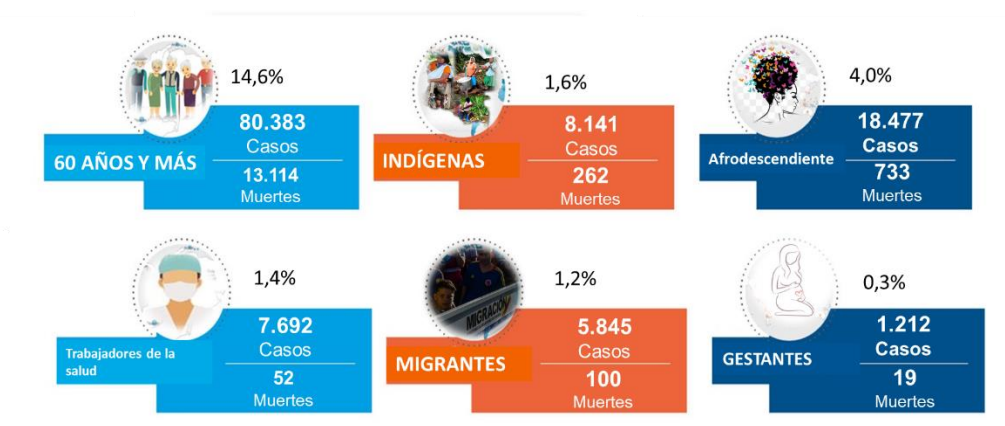 14,6%
80.383
Casos
60 AÑOS Y MÁS
13.114
Muertes
1,6%
8.141
Casos
INDÍGENAS
262
Muertes
4,0%
18.477
Casos
Afrodescendiente
733
Muertes
1,4%
7.692
Casos
Trabajadores de la
salud
52
Muertes
1,2%
MIGRACIÓN
5.845
Casos
MIGRANTES
100
Muertes
0,3%
1.212
Casos
GESTANTES
19
Muertes